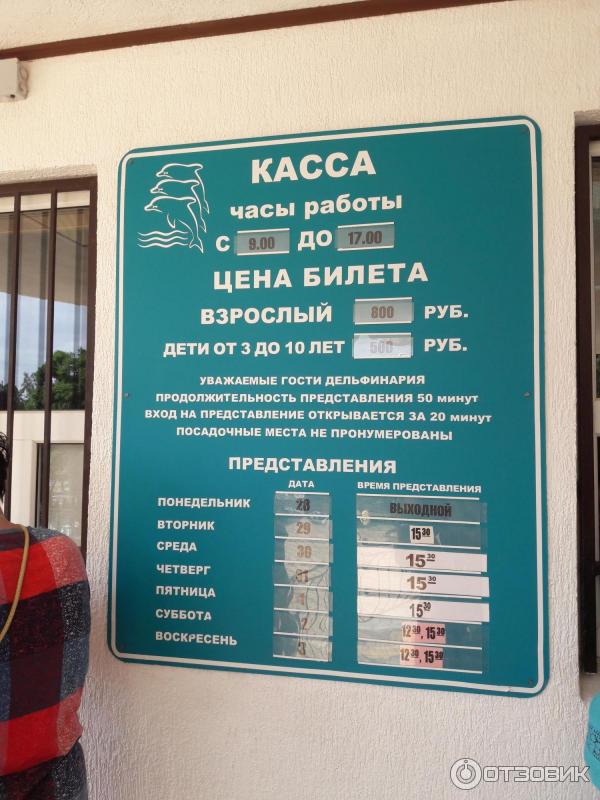 КАССА
часы работы
С 9.00 ДО 17.00
ЦЕНА БИЛЕТА
ВЗРОСЛЫЙ 800 РУБ.
ДЕТИ ОТ 3 ДО 10 ЛЕТ 500 РУБ.
УВАЖАЕМЫЕ ГОСТИ ДЕЛЬФИНАРИЯ
ПРОДОЛЖИТЕЛЬНОСТЬ ПРЕДСТАВЛЕНИЯ 50 минут
ВХОД НА ПРЕДСТАВЛЕНИЕ ОТКРЫВАЕТСЯ ЗА 20 минут
ПОСАДОЧНЫЕ МЕСТА НЕ ПРОНУМЕРОВАНЫ
ПРЕДСТАВЛЕНИЯ
ДАТА ВРЕМЯ ПРЕДСТАВЛЕНИЯ
ПОНЕДЕЛЬНИК 28 ВЫХОДНОЙ
ВТОРНИК 29 15 30
СРЕДА 30 15 30
ЧЕТВЕРГ 31 15 30
ПЯТНИЦА 1 15 30
СУББОТА 2 12 30, 15 30
ВОСКРЕСЕНЬ 3 12 30, 15 30
ОТЗОВИК